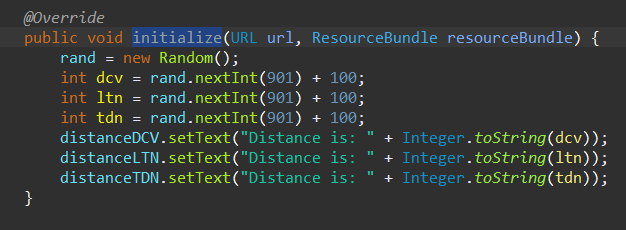 @Override
public void initialize(URL url, ResourceBundle resourceBundle) {
rand = new Random();
int dcv = rand.nextInt(901) + 100;
int ltn = rand.nextInt(901) + 100;
int tdn = rand.nextInt(901) + 100;
distanceDCV.setText("Distance is: " + Integer.toString(dcv));
distanceLTN.setText("Distance is: " + Integer.toString(ltn));
distanceTDN.setText("Distance is: " + Integer.toString(tdn));
}